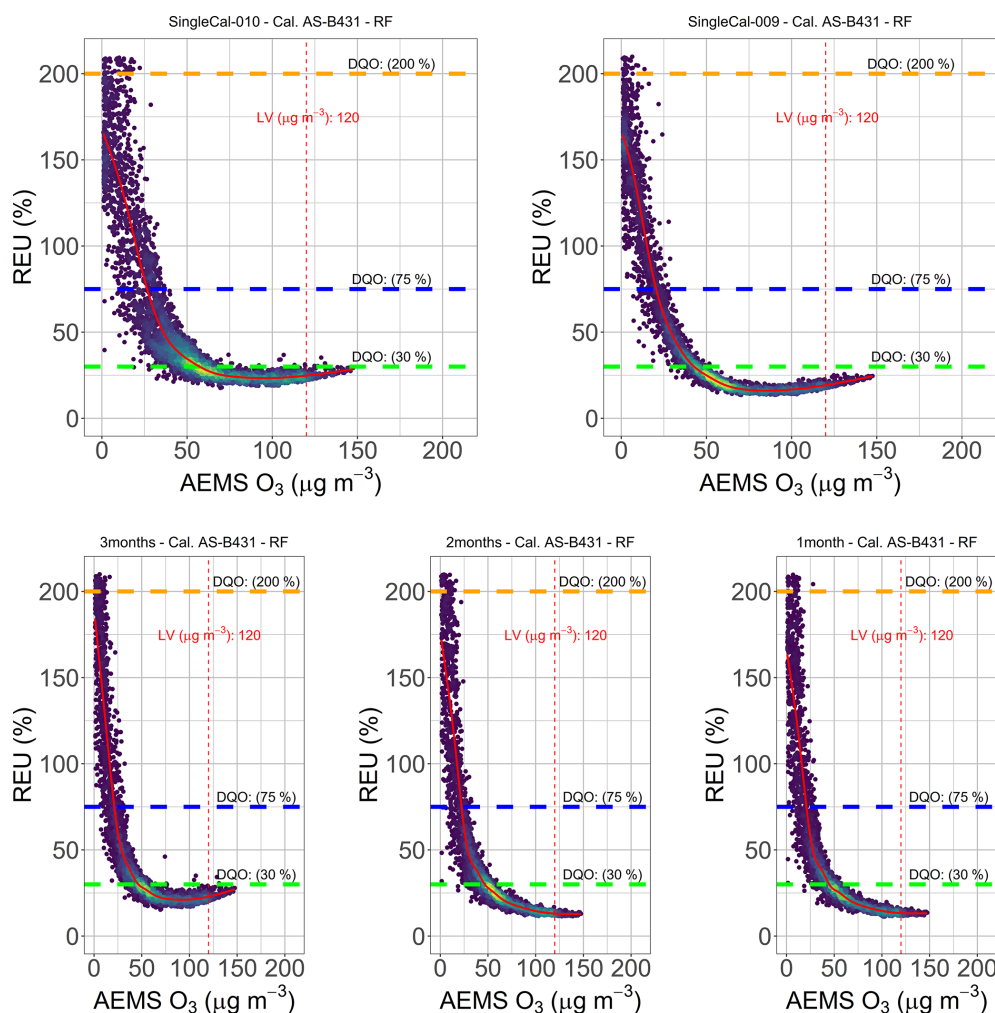 SingleCal-010 - Cal. AS-B431 - RF
DQO: (200 %)
LV (μg m⁻³): 120
DQO: (75 %)
DQO: (30 %)
200
150
100
50
0
REU (%)
0 50 100 150 200
AEMS O₃ (μg m⁻³)
SingleCal-009 - Cal. AS-B431 - RF
DQO: (200 %)
LV (μg m⁻³): 120
DQO: (75 %)
DQO: (30 %)
200
150
100
50
0
REU (%)
0 50 100 150 200
AEMS O₃ (μg m⁻³)
3months - Cal. AS-B431 - RF
DQO: (200 %)
LV (μg m⁻³): 120
DQO: (75 %)
DQO: (30 %)
200
150
100
50
0
REU (%)
0 50 100 150 200
AEMS O₃ (μg m⁻³)
2months - Cal. AS-B431 - RF
DQO: (200 %)
LV (μg m⁻³): 120
DQO: (75 %)
DQO: (30 %)
200
150
100
50
0
REU (%)
0 50 100 150 200
AEMS O₃ (μg m⁻³)
1month - Cal. AS-B431 - RF
DQO: (200 %)
LV (μg m⁻³): 120
DQO: (75 %)
DQO: (30 %)
200
150
100
50
0
REU (%)
0 50 100 150 200
AEMS O₃ (μg m⁻³)